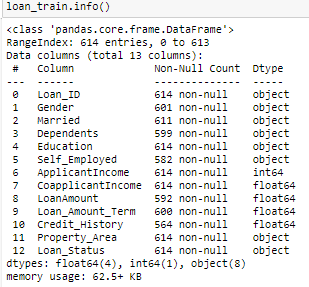 loan_train.info()
<class 'pandas.core.frame.DataFrame'>
RangeIndex: 614 entries, 0 to 613
Data columns (total 13 columns):
 #   Column             Non-Null Count  Dtype
---  ------             --------------  -----
 0   Loan_ID            614 non-null    object
 1   Gender             601 non-null    object
 2   Married            611 non-null    object
 3   Dependents         599 non-null    object
 4   Education          614 non-null    object
 5   Self_Employed      582 non-null    object
 6   ApplicantIncome    614 non-null    int64
 7   CoapplicantIncome  614 non-null    float64
 8   LoanAmount         592 non-null    float64
 9   Loan_Amount_Term   600 non-null    float64
 10  Credit_History     564 non-null    float64
 11  Property_Area      614 non-null    object
 12  Loan_Status        614 non-null    object
dtypes: float64(4), int64(1), object(8)
memory usage: 62.5+ KB